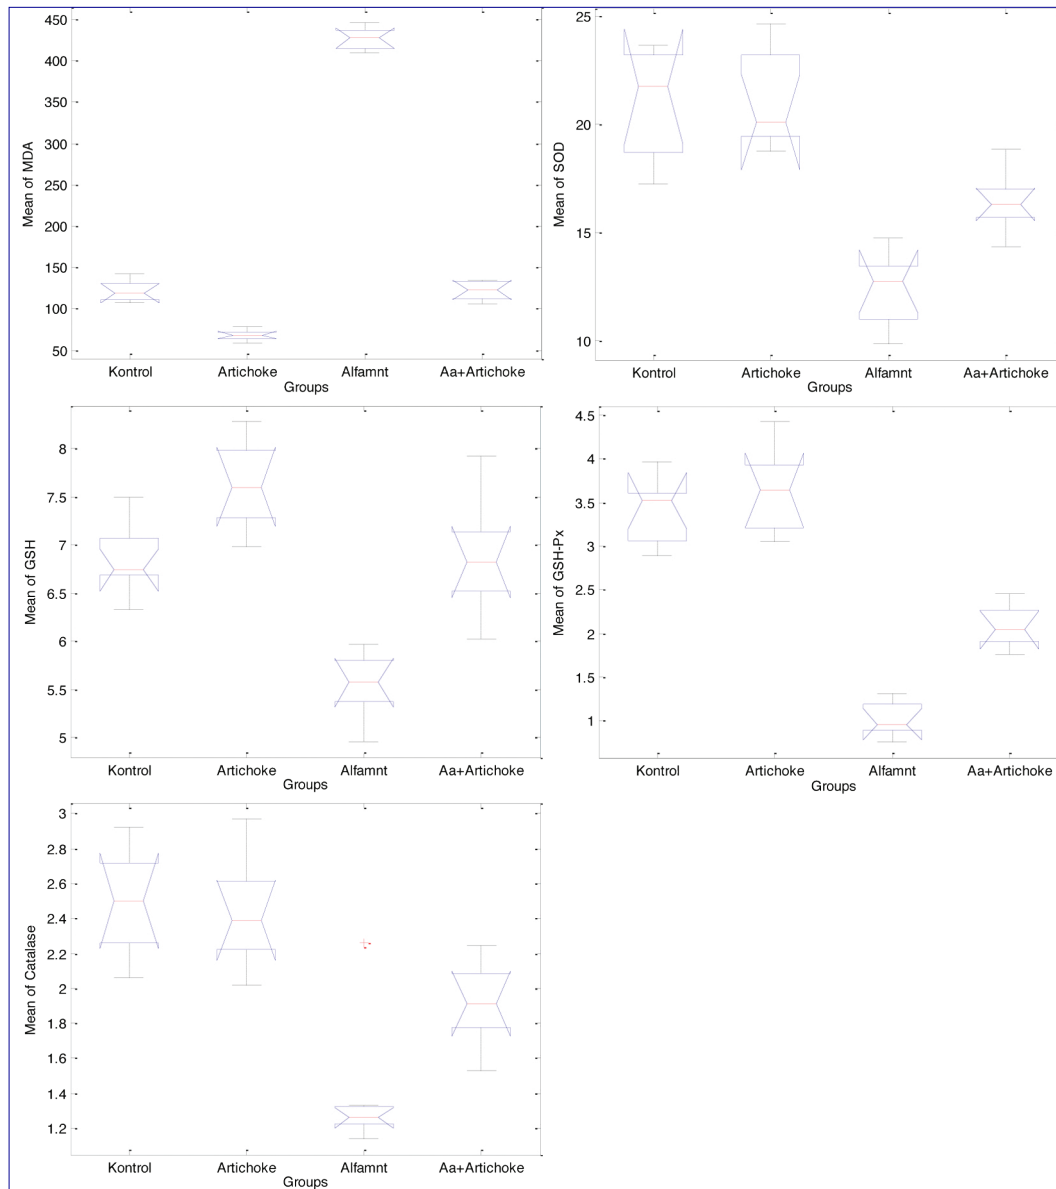 450
400
350
300
250
200
150
100
50
Mean of MDA
Kontrol Artichoke Alfamnt Aa+Artichoke
Groups
25
20
15
10
Mean of SOD
Kontrol Artichoke Alfamnt Aa+Artichoke
Groups
8
7.5
7
6.5
6
5.5
5
Mean of GSH
Kontrol Artichoke Alfamnt Aa+Artichoke
Groups
4.5
4
3.5
3
2.5
2
1.5
1
Mean of GSH-Px
Kontrol Artichoke Alfamnt Aa+Artichoke
Groups
3
2.8
2.6
2.4
2.2
2
1.8
1.6
1.4
1.2
Mean of Catalase
Kontrol Artichoke Alfamnt Aa+Artichoke
Groups